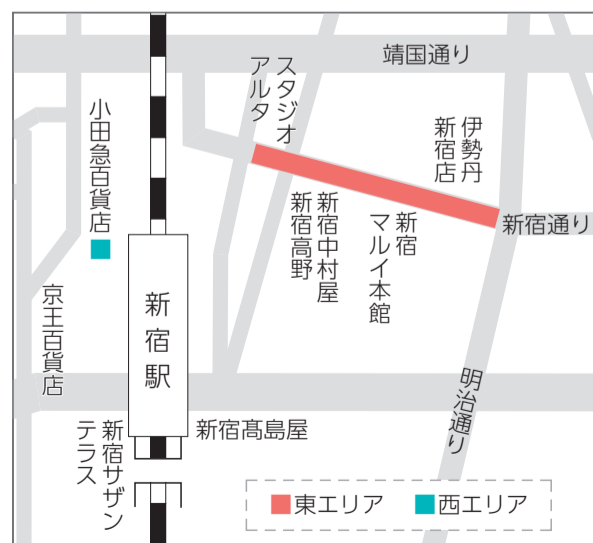 靖国通り
スタジオ
アルタ
伊勢丹
新宿店
小田急百貨店
新宿通り
新宿
マルイ本館
新宿中村屋
新宿高野
新宿駅
京王百貨店
明治通り
新宿髙島屋
新宿サザン
テラス
東エリア
西エリア